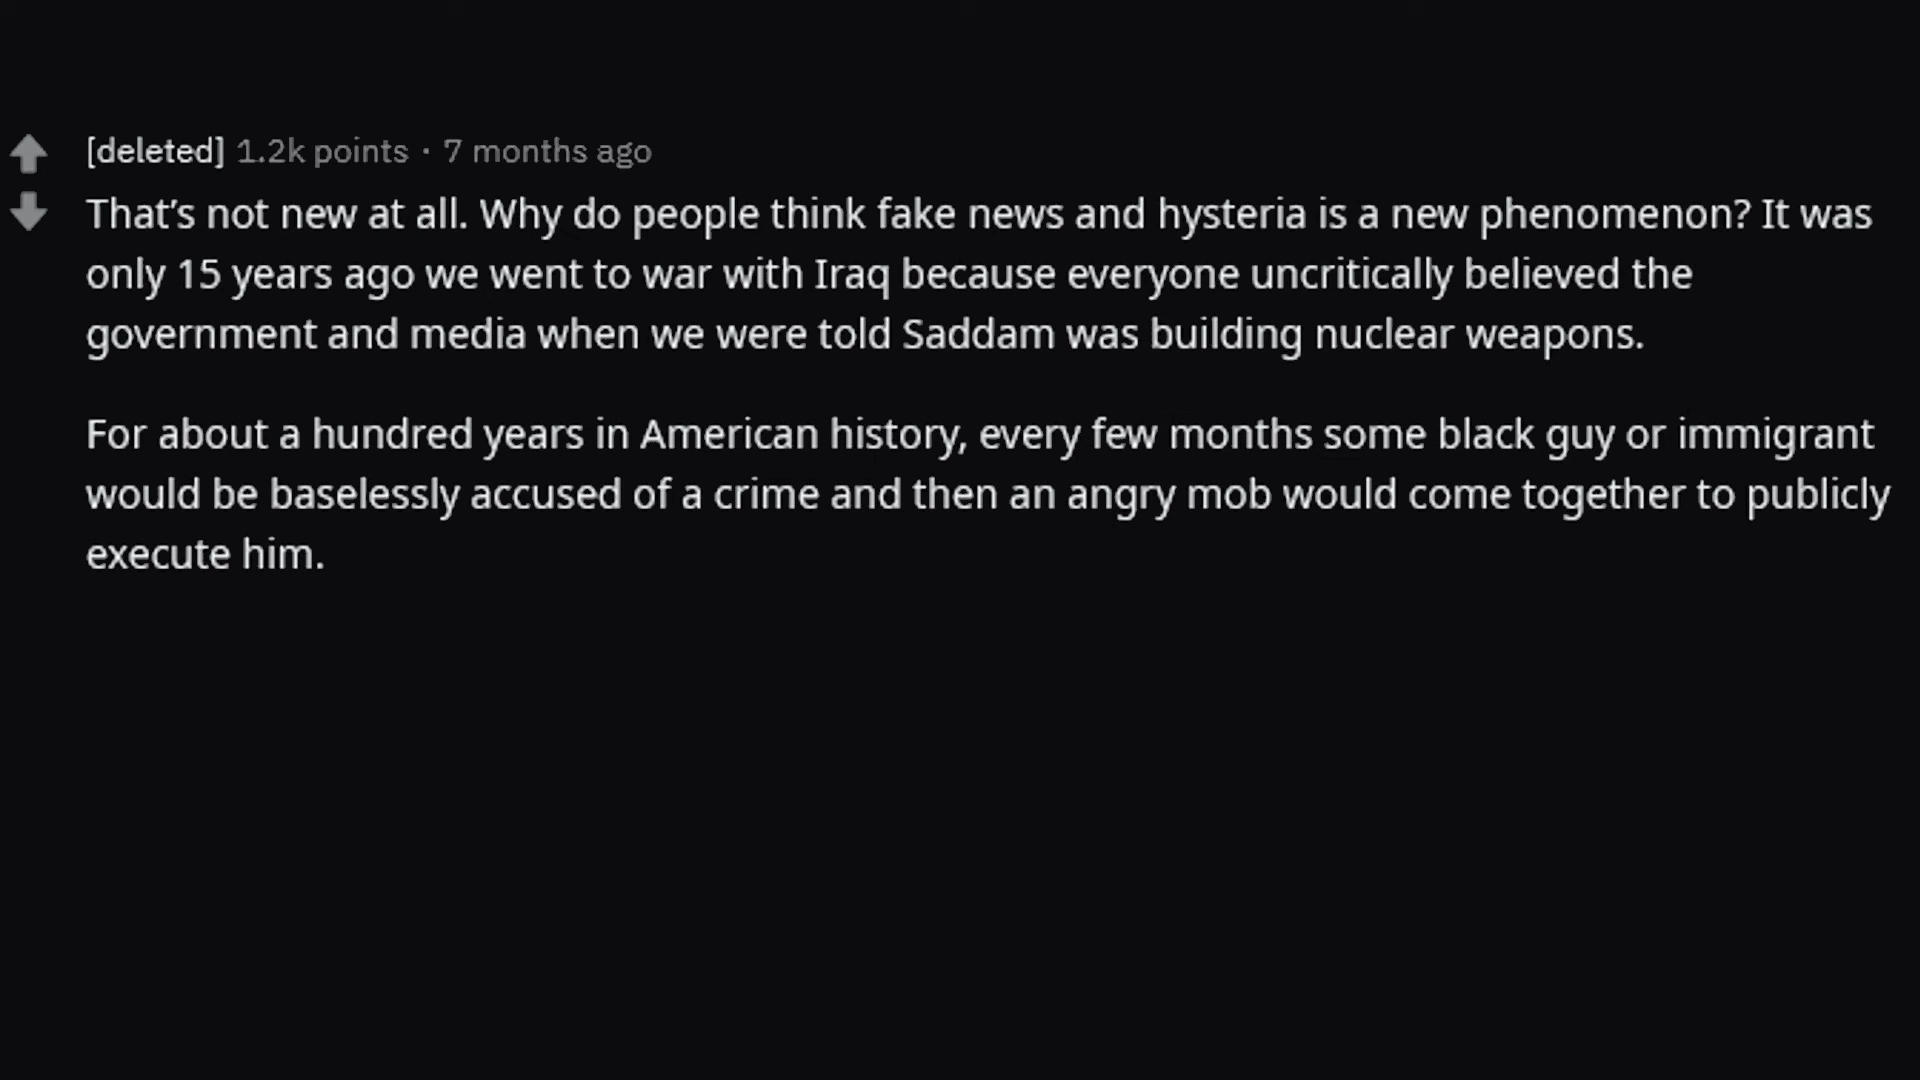 [deleted] 1.2k points · 7 months ago
That’s not new at all. Why do people think fake news and hysteria is a new phenomenon? It was
only 15 years ago we went to war with Iraq because everyone uncritically believed the
government and media when we were told Saddam was building nuclear weapons.
For about a hundred years in American history, every few months some black guy or immigrant
would be baselessly accused of a crime and then an angry mob would come together to publicly
execute him.